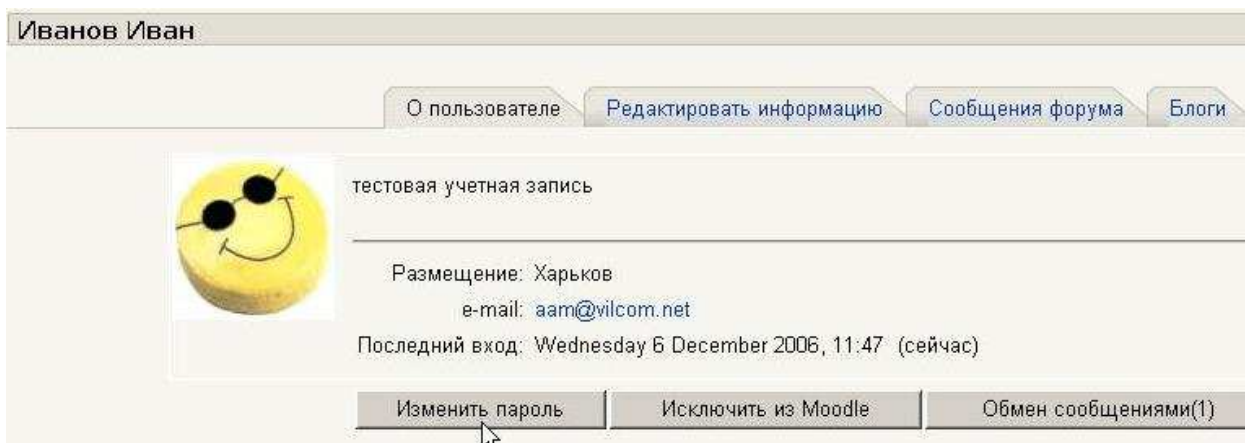 Иванов Иван
О пользователе Редактировать информацию Сообщения форума Блоги
тестовая учетная запись
Размещение: Харьков
e-mail: aam@vilcom.net
Последний вход: Wednesday 6 December 2006, 11:47 (сейчас)
Изменить пароль Исключить из Moodle Обмен сообщениями(1)